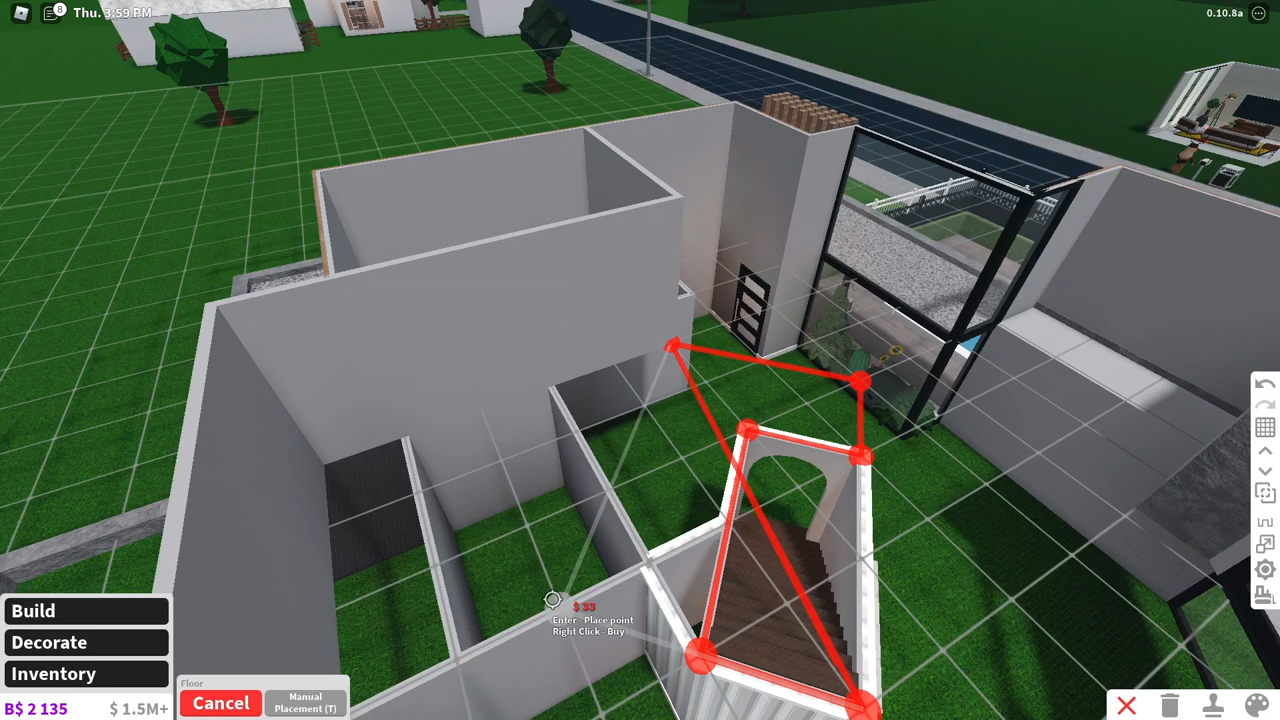 8 Thu. 3:59 PM
0.10.8a
$ 33
Enter - Place point
Right Click - Buy
Build
Decorate
Inventory
B$ 2 135 $ 1.5M+
Floor
Cancel
Manual
Placement (T)